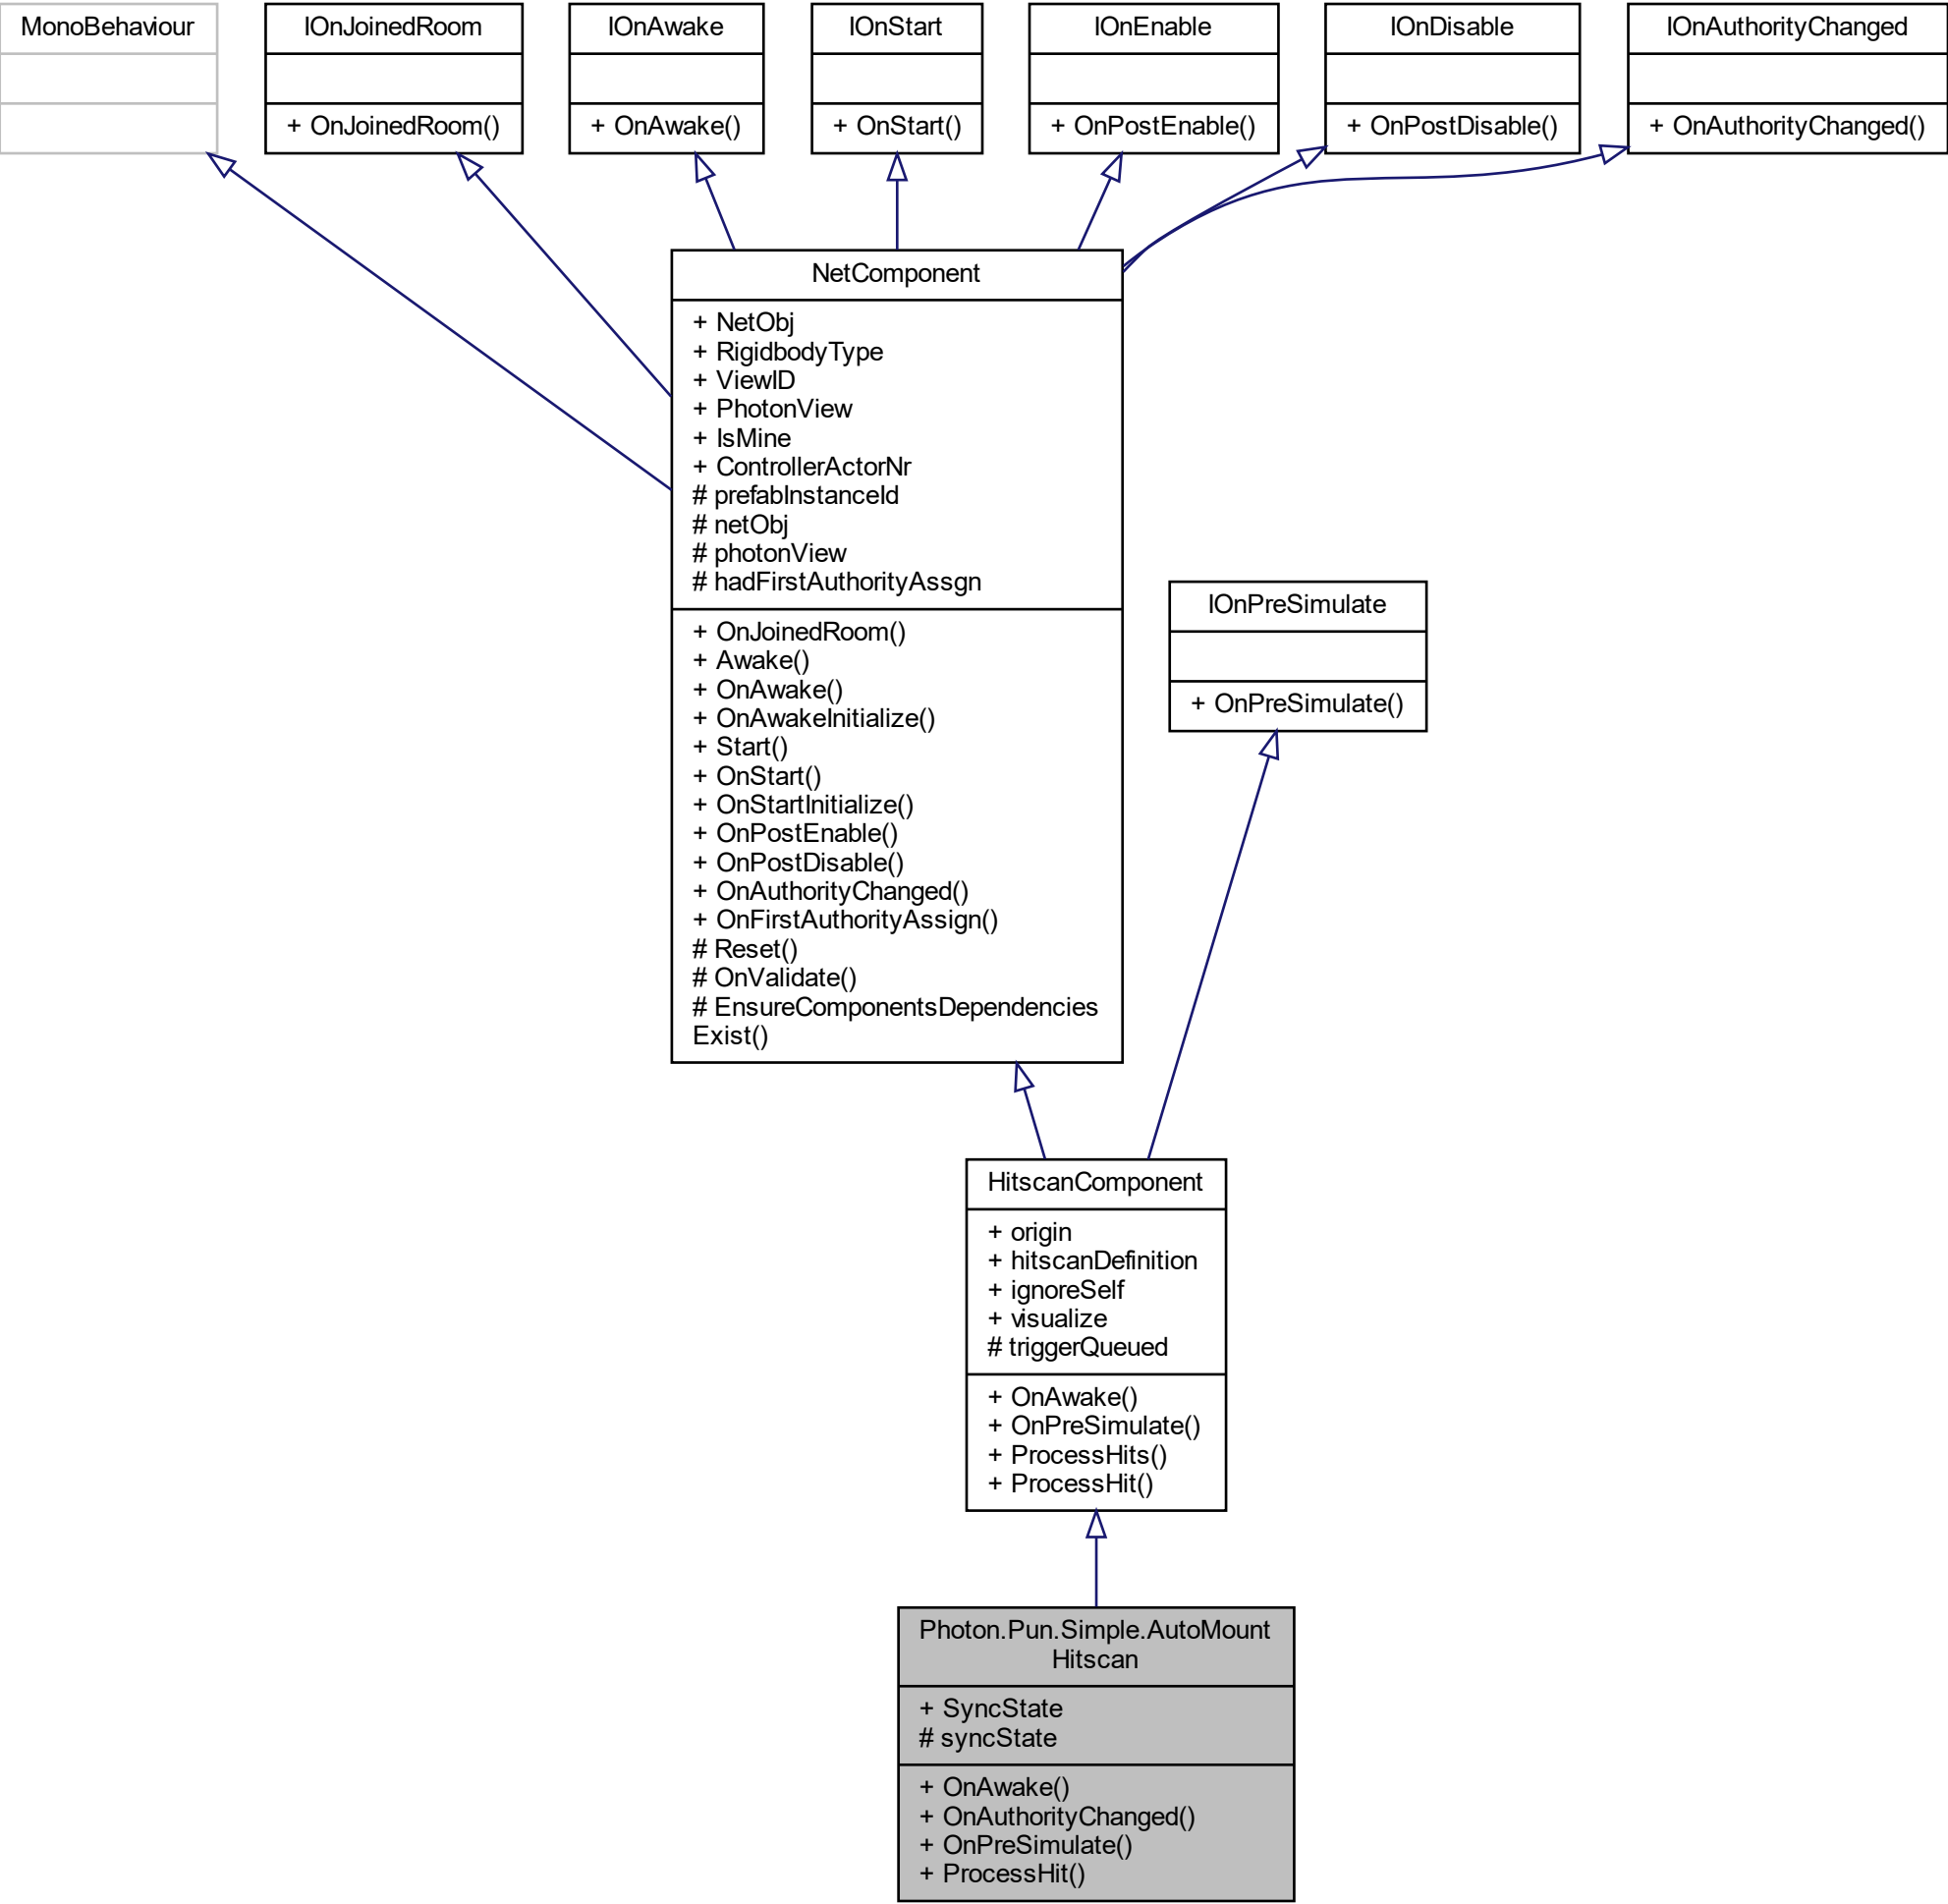 MonoBehaviour
IOnJoinedRoom
+ OnJoinedRoom()
IOnAwake
+ OnAwake()
IOnStart
+ OnStart()
IOnEnable
+ OnPostEnable()
IOnDisable
+ OnPostDisable()
IOnAuthorityChanged
+ OnAuthorityChanged()
NetComponent
+ NetObj
+ RigidbodyType
+ ViewID
+ PhotonView
+ IsMine
+ ControllerActorNr
# prefabInstanceId
# netObj
# photonView
# hadFirstAuthorityAssgn
+ OnJoinedRoom()
+ Awake()
+ OnAwake()
+ OnAwakeInitialize()
+ Start()
+ OnStart()
+ OnStartInitialize()
+ OnPostEnable()
+ OnPostDisable()
+ OnAuthorityChanged()
+ OnFirstAuthorityAssign()
# Reset()
# OnValidate()
# EnsureComponentsDependencies
Exist()
IOnPreSimulate
+ OnPreSimulate()
HitscanComponent
+ origin
+ hitscanDefinition
+ ignoreSelf
+ visualize
# triggerQueued
+ OnAwake()
+ OnPreSimulate()
+ ProcessHits()
+ ProcessHit()
Photon.Pun.Simple.AutoMount
Hitscan
+ SyncState
# syncState
+ OnAwake()
+ OnAuthorityChanged()
+ OnPreSimulate()
+ ProcessHit()